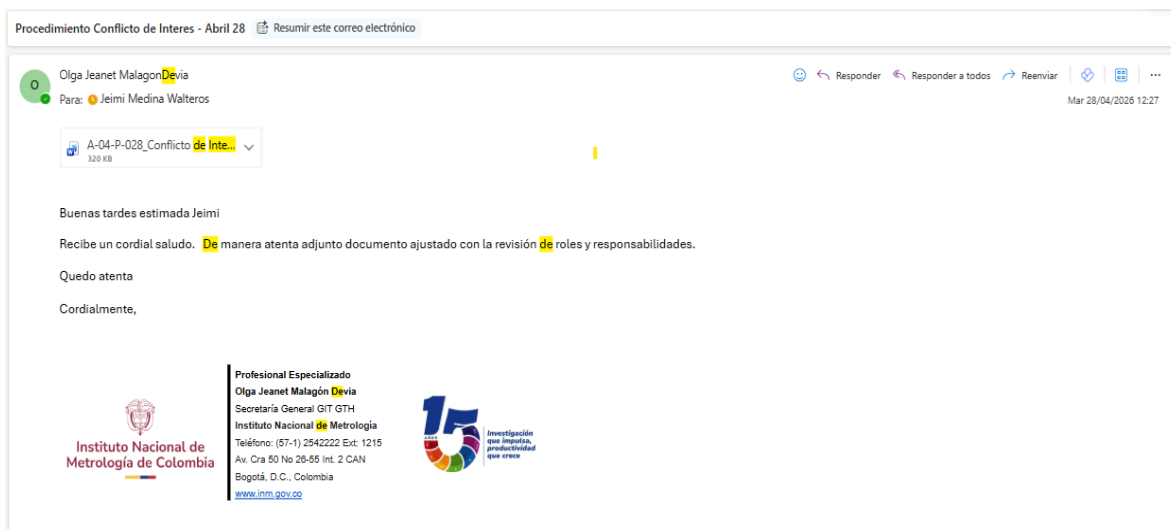 Procedimiento Conflicto de Interes - Abril 28 Resumir este correo electrónico
O
Olga Jeanet MalagonDevia
Responder Responder a todos Reenviar
Para: Jeimi Medina Walteros
Mar 28/04/2026 12:27
A-04-P-028_Conflicto de Inte...
320 KB
Buenas tardes estimada Jeimi
Recibe un cordial saludo. De manera atenta adjunto documento ajustado con la revisión de roles y responsabilidades.
Quedo atenta
Cordialmente,
Instituto Nacional de
Metrología de Colombia
Profesional Especializado
Olga Jeanet Malagón Devia
Secretaría General GIT GTH
Instituto Nacional de Metrología
Teléfono: (57-1) 2542222 Ext: 1215
Av. Cra 50 No 26-55 Int. 2 CAN
Bogotá, D.C., Colombia
www.inm.gov.co
15
AÑOS
Investigación
que impulsa,
productividad
que crece